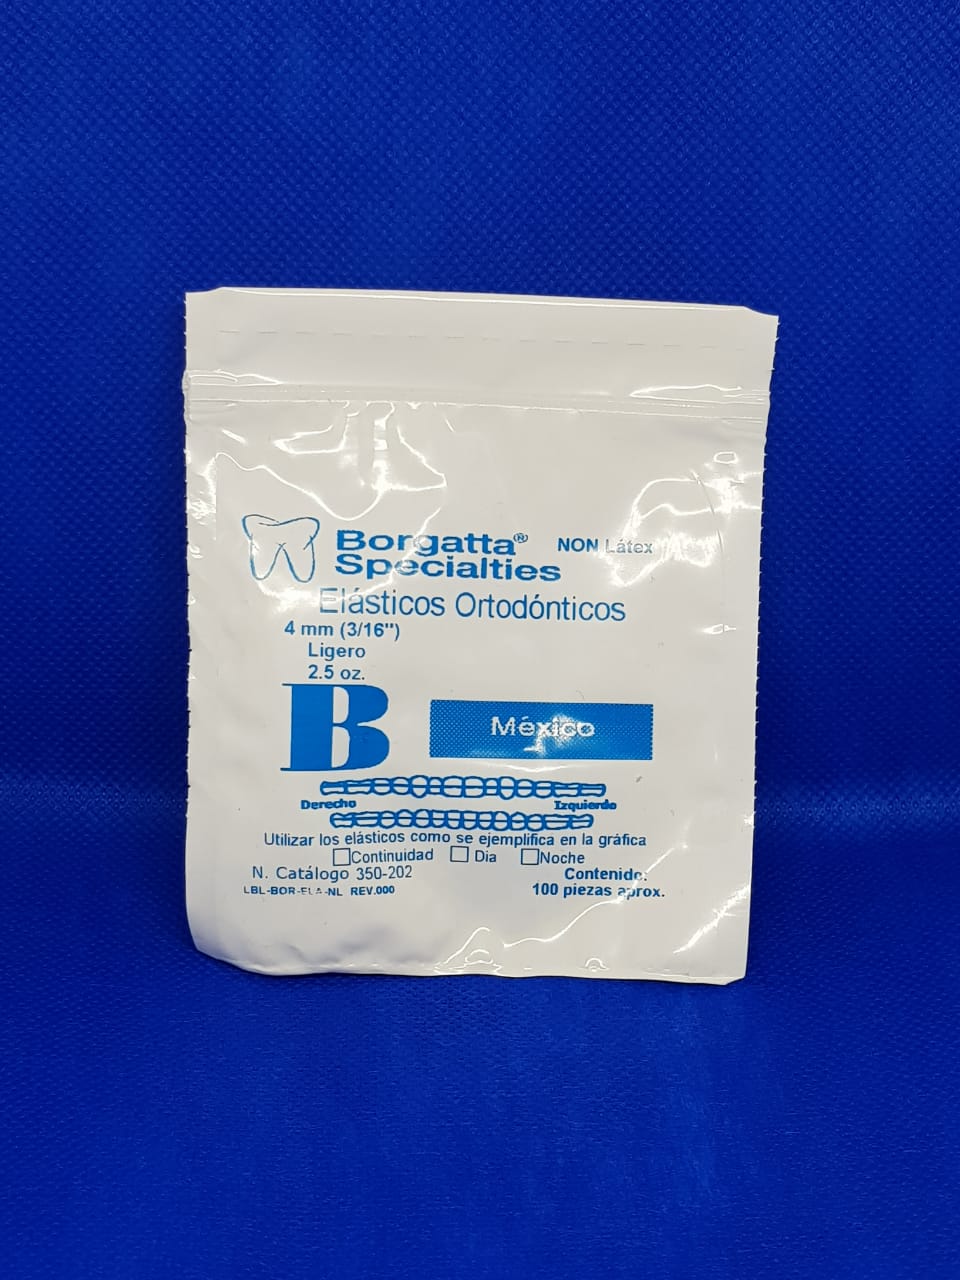 Borgatta® NON Látex
Specialties
Elásticos Ortodónticos
4 mm (3/16")
Ligero
2.5 oz.
B
México
Derecho Izquierdo
Utilizar los elásticos como se ejemplifica en la gráfica
Continuidad Dia Noche
N. Catálogo 350-202 Contenido:
LBL-BOR-ELA-NL REV.000 100 piezas aprox.